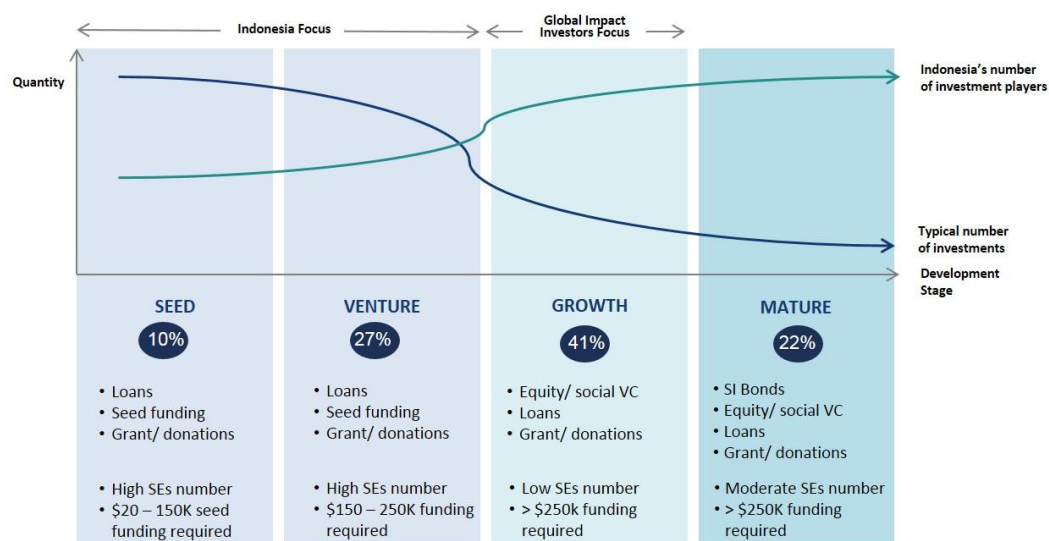 Indonesia Focus
Global Impact
Investors Focus
Quantity
Indonesia's number
of investment players
Typical number
of investments
Development
Stage
SEED
10%
• Loans
• Seed funding
• Grant/ donations
• High SEs number
• $20 – 150K seed
funding required
VENTURE
27%
• Loans
• Seed funding
• Grant/ donations
• High SEs number
• $150 – 250K funding
required
GROWTH
41%
• Equity/ social VC
• Loans
• Grant/ donations
• Low SEs number
• > $250K funding
required
MATURE
22%
• SI Bonds
• Equity/ social VC
• Loans
• Grant/ donations
• Moderate SEs number
• > $250K funding
required